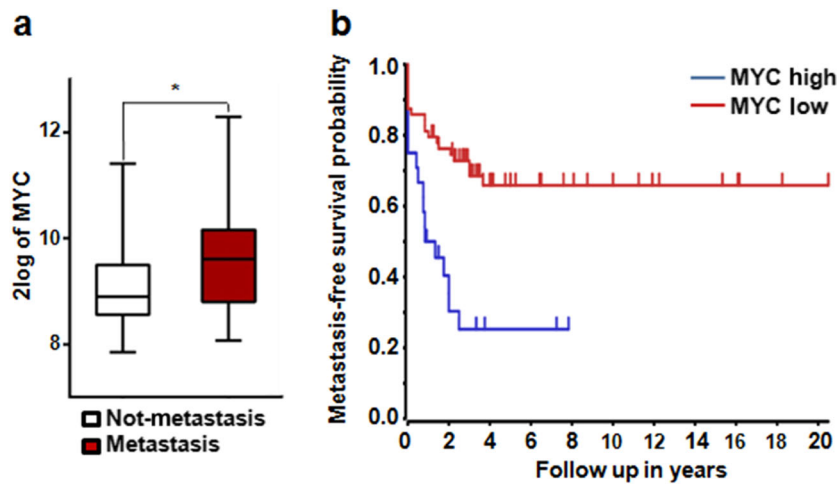 a
*
12
10
8
2log of MYC
Not-metastasis
Metastasis
b
MYC high
MYC low
1.0
0.8
0.6
0.4
0.2
0.0
Metastasis-free survival probability
0 2 4 6 8 10 12 14 16 18 20
Follow up in years